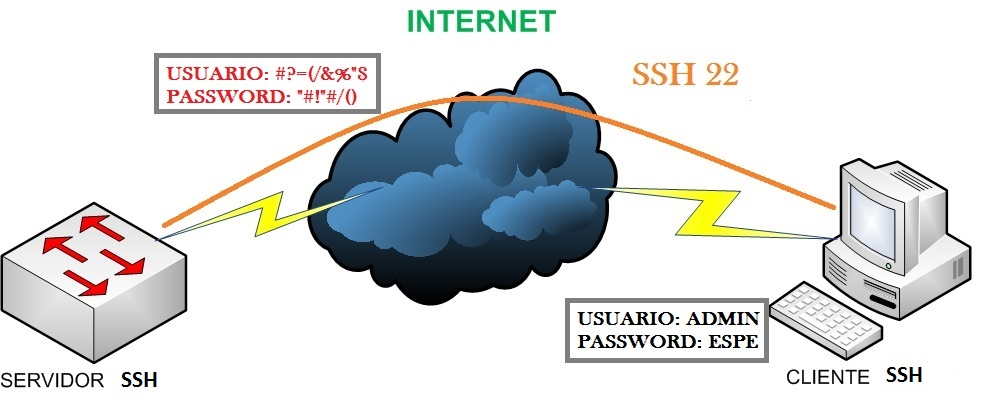 INTERNET
USUARIO: #?=(/&%"S
PASSWORD: "#!"#/()
SSH 22
USUARIO: ADMIN
PASSWORD: ESPE
SERVIDOR SSH
CLIENTE SSH